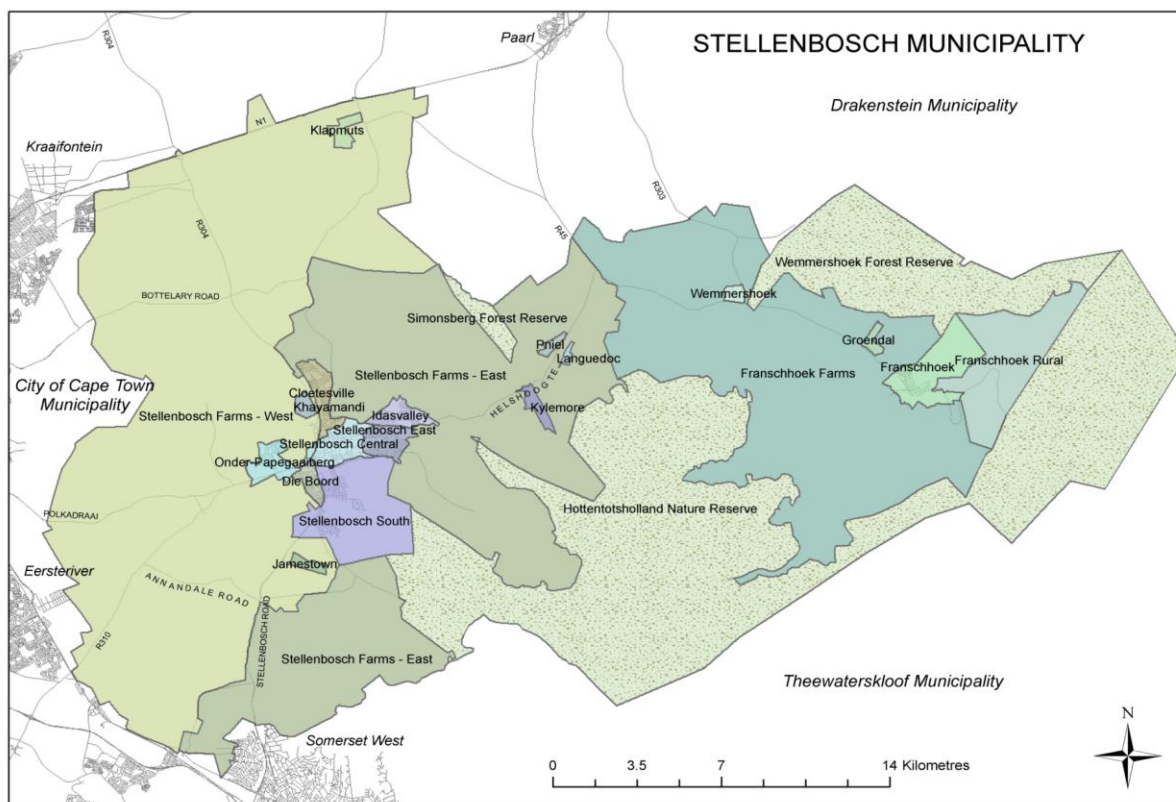 STELLENBOSCH MUNICIPALITY
Paarl
R304
Drakenstein Municipality
N1
Klapmuts
Kraaifontein
R303
R304
R45
Wemmershoek Forest Reserve
BOTTELARY ROAD
Wemmershoek
Simonsberg Forest Reserve
Pniel
Groendal
Languedoc
Franschhoek Rural
Stellenbosch Farms - East
Franschhoek Farms
Franschhoek
City of Cape Town
Municipality
Cloetesville
Khayamandi
HELSHOOGTE
Kylemore
Stellenbosch Farms - West
Idasvalley
Stellenbosch East
Stellenbosch Central
Onder-Papegaaiberg
Die Boord
Hottentotsholland Nature Reserve
POLKADRAAI
Stellenbosch South
Jamestown
Eersteriver
ANNANDALE ROAD
STELLENBOSCH ROAD
R310
Stellenbosch Farms - East
Theewaterskloof Municipality
Somerset West
N
0 3.5 7 14 Kilometres